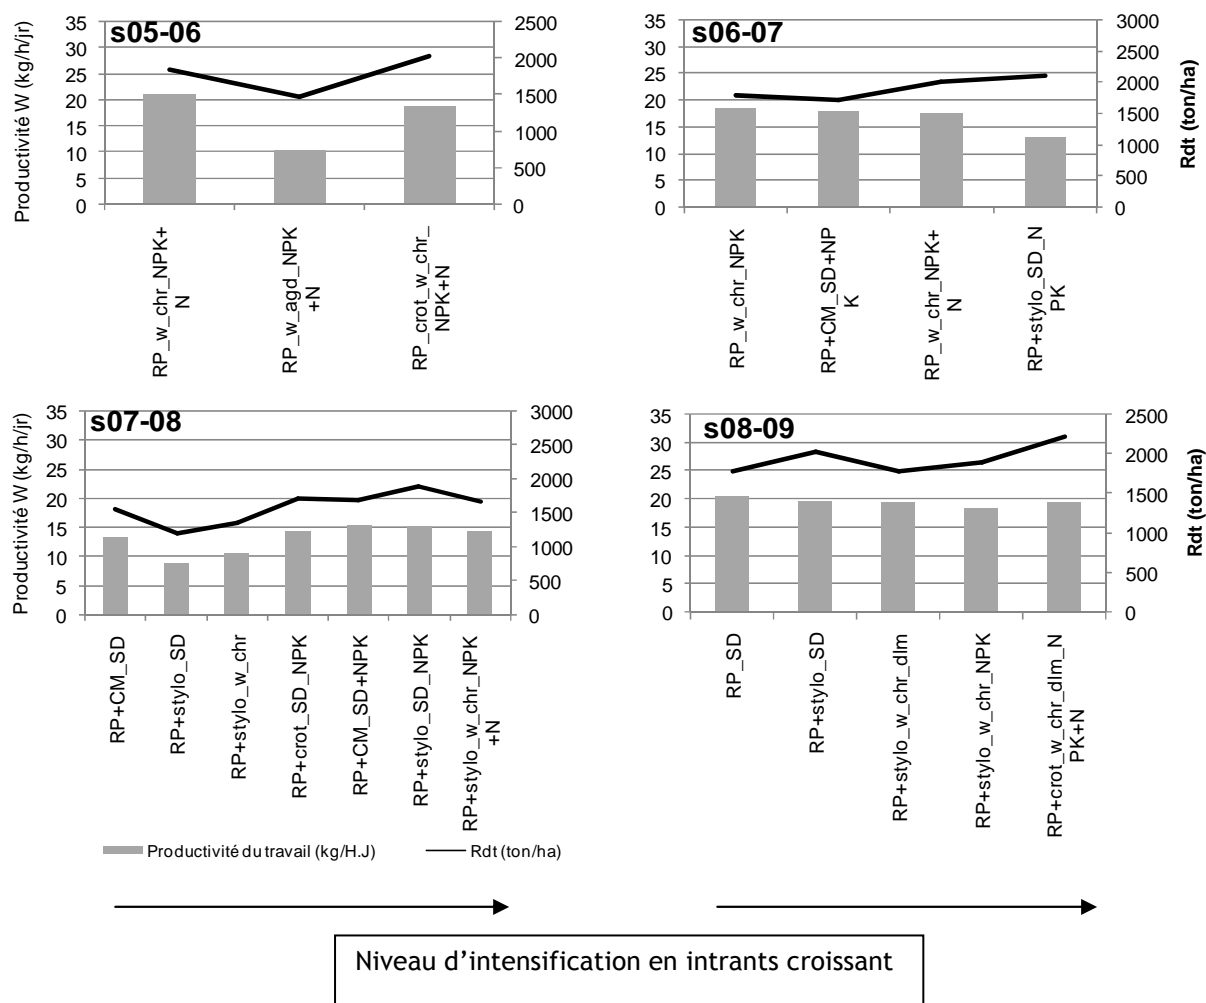 s05-06
Productivité W (kg/h/jr)
35
30
25
20
15
10
5
0
2500
2000
1500
1000
500
0
RP_w_chr_NPK+
N
RP_w_agd_NPK
+N
RP_crot_w_chr_
NPK+N
s06-07
35
30
25
20
15
10
5
0
3000
2500
2000
1500
1000
500
0
Rdt (ton/ha)
RP_w_chr_NPK
RP+CM_SD+NP
K
RP_w_chr_NPK+
N
RP+stylo_SD_N
PK
s07-08
Productivité W (kg/h/jr)
35
30
25
20
15
10
5
0
3000
2500
2000
1500
1000
500
0
RP+CM_SD
RP+stylo_SD
RP+stylo_w_chr
RP+crot_SD_NPK
RP+CM_SD+NPK
RP+stylo_SD_NPK
RP+stylo_w_chr_NPK
+N
s08-09
35
30
25
20
15
10
5
0
2500
2000
1500
1000
500
0
Rdt (ton/ha)
RP_SD
RP+stylo_SD
RP+stylo_w_chr_dlm
RP+stylo_w_chr_NPK
RP+crot_w_chr_dlm_N
PK+N
Productivité du travail (kg/H.J)
Rdt (ton/ha)
Niveau d’intensification en intrants croissant